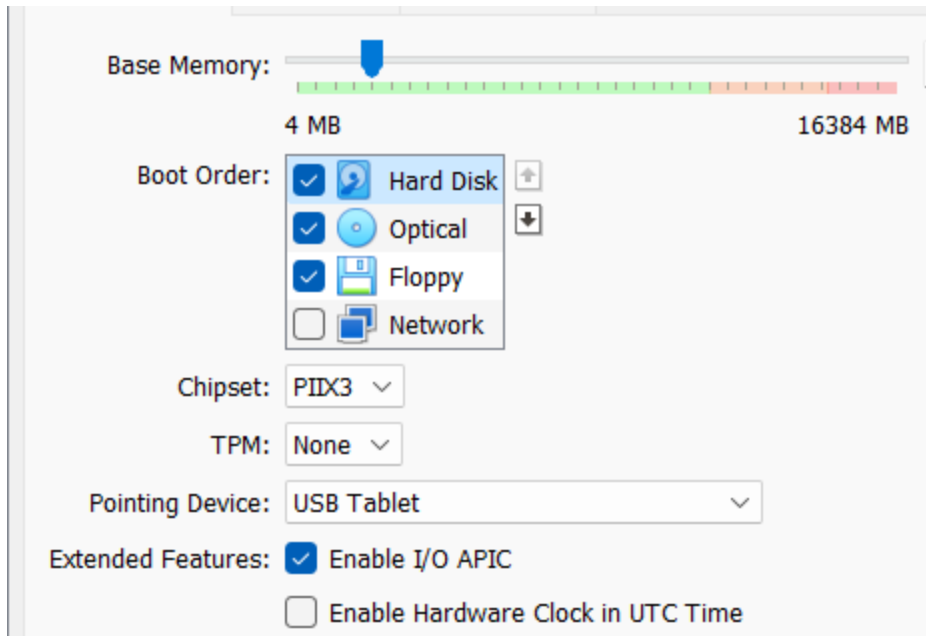 Base Memory:
4 MB 16384 MB
Boot Order: Hard Disk
Optical
Floppy
Network
Chipset: PIIX3
TPM: None
Pointing Device: USB Tablet
Extended Features: Enable I/O APIC
Enable Hardware Clock in UTC Time